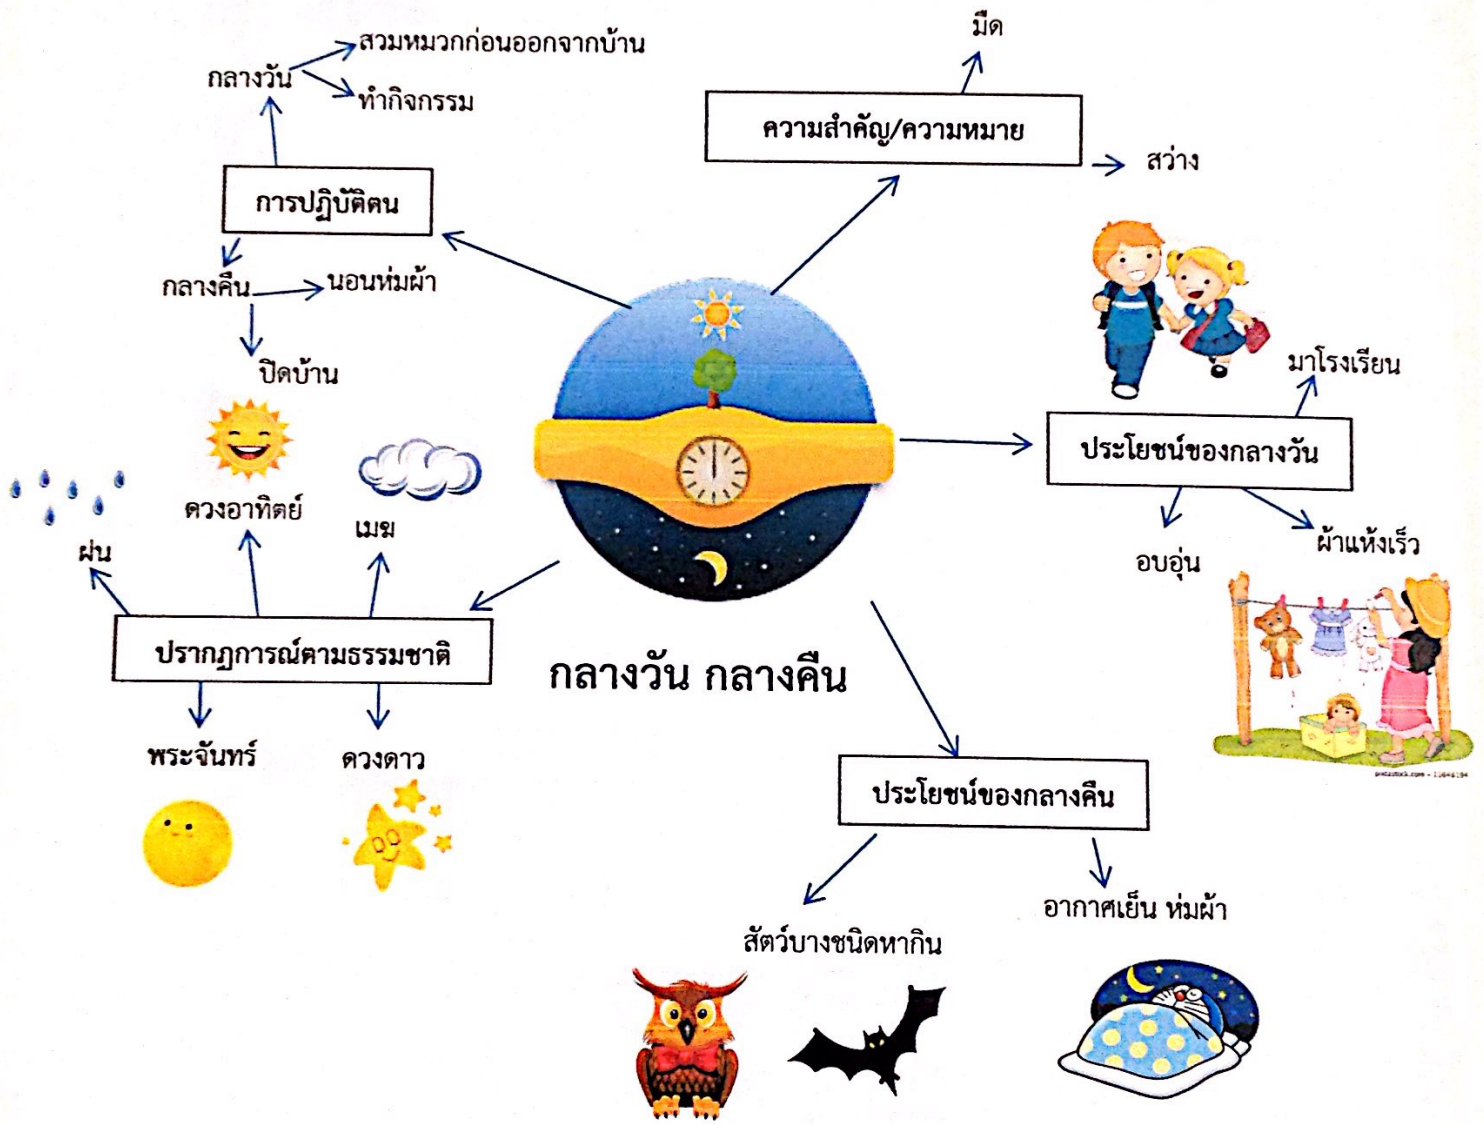 มืด
สวมหมวกก่อนออกจากบ้าน
กลางวัน
ทำกิจกรรม
ความสำคัญ/ความหมาย
สว่าง
การปฏิบัติตน
กลางคืน
นอนห่มผ้า
ปิดบ้าน
มาโรงเรียน
ประโยชน์ของกลางวัน
อบอุ่น
ผ้าแห้งเร็ว
ดวงอาทิตย์
เมฆ
ฝน
ปรากฏการณ์ตามธรรมชาติ
พระจันทร์
ดวงดาว
กลางวัน กลางคืน
ประโยชน์ของกลางคืน
สัตว์บางชนิดหากิน
อากาศเย็น ห่มผ้า